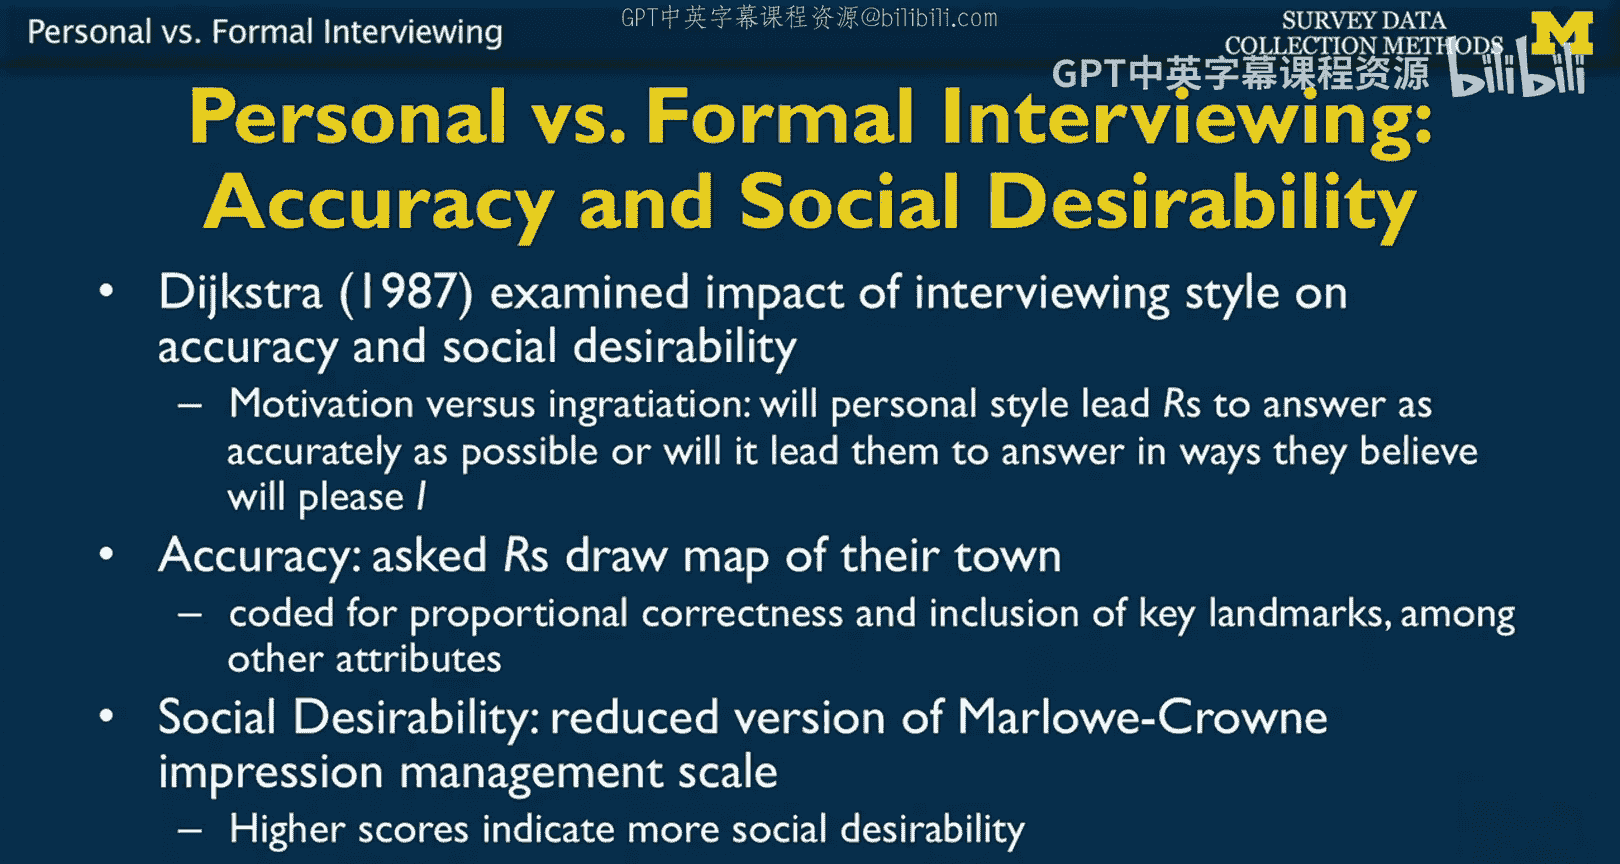 Personal vs. Formal Interviewing
GPT中英字幕课程资源@bilibili.com
SURVEY DATA
COLLECTION METHODS
M
GPT中英字幕课程资源 bilibili
Personal vs. Formal Interviewing:
Accuracy and Social Desirability
• Dijkstra (1987) examined impact of interviewing style on
accuracy and social desirability
– Motivation versus ingratiation: will personal style lead Rs to answer as
accurately as possible or will it lead them to answer in ways they believe
will please I
• Accuracy: asked Rs draw map of their town
– coded for proportional correctness and inclusion of key landmarks, among
other attributes
• Social Desirability: reduced version of Marlowe-Crowne
impression management scale
– Higher scores indicate more social desirability